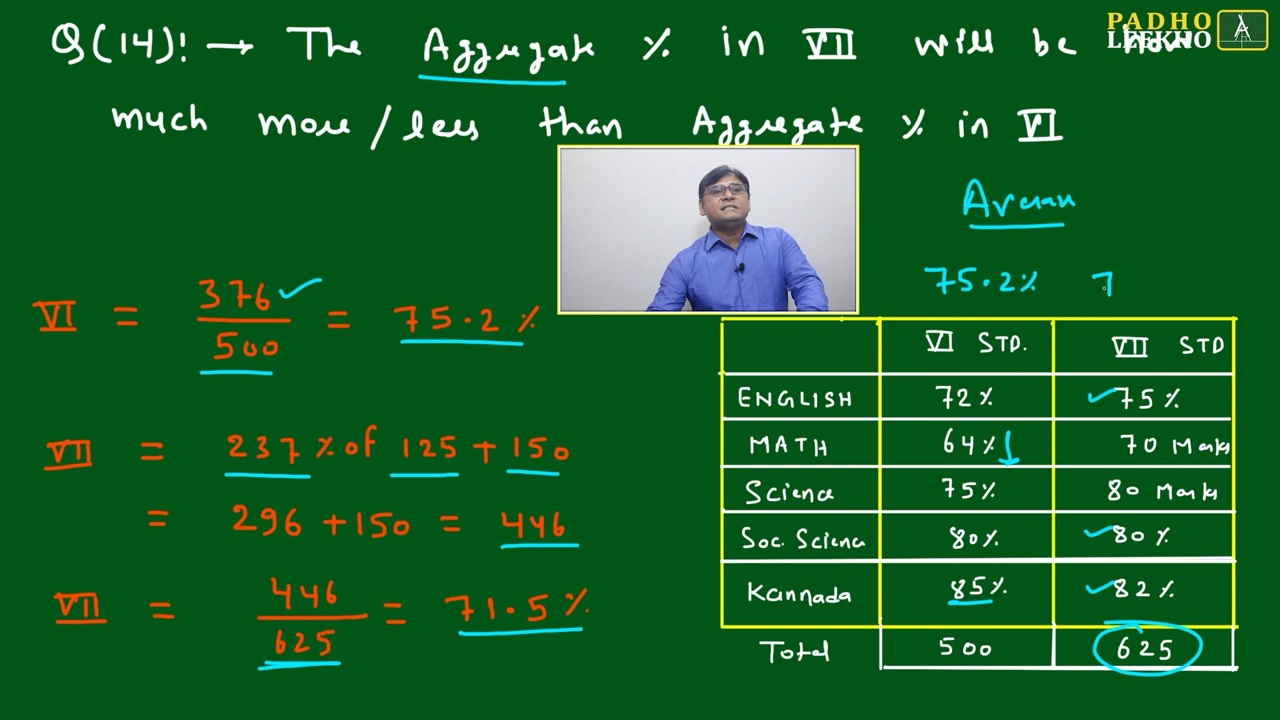 PADHO
LEEKHO
Q(14)! → The Aggregate % in VII will be how
much more/less than Aggregate % in VI
75.2% 7
VI = 376/500 = 75.2%
VII = 237% of 125 + 150
= 296 + 150 = 446
VII = 446/625 = 71.5%
VI STD. VII STD
ENGLISH 72% 75%
MATH 64% 70 Marks
Science 75% 80 Marks
Soc. Scienc 80% 80%
Kannada 85% 82%
Total 500 625